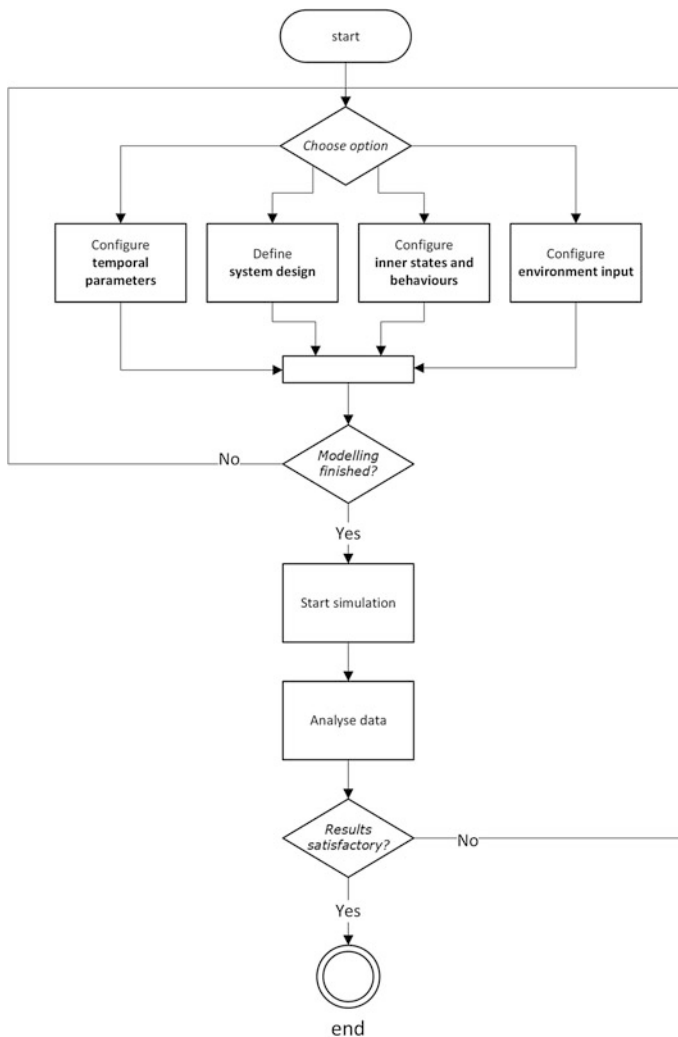 start
Choose option
Configure
temporal
parameters
Define
system design
Configure
inner states and
behaviours
Configure
environment input
Modelling
finished?
No
Yes
Start simulation
Analyse data
Results
satisfactory?
No
Yes
end